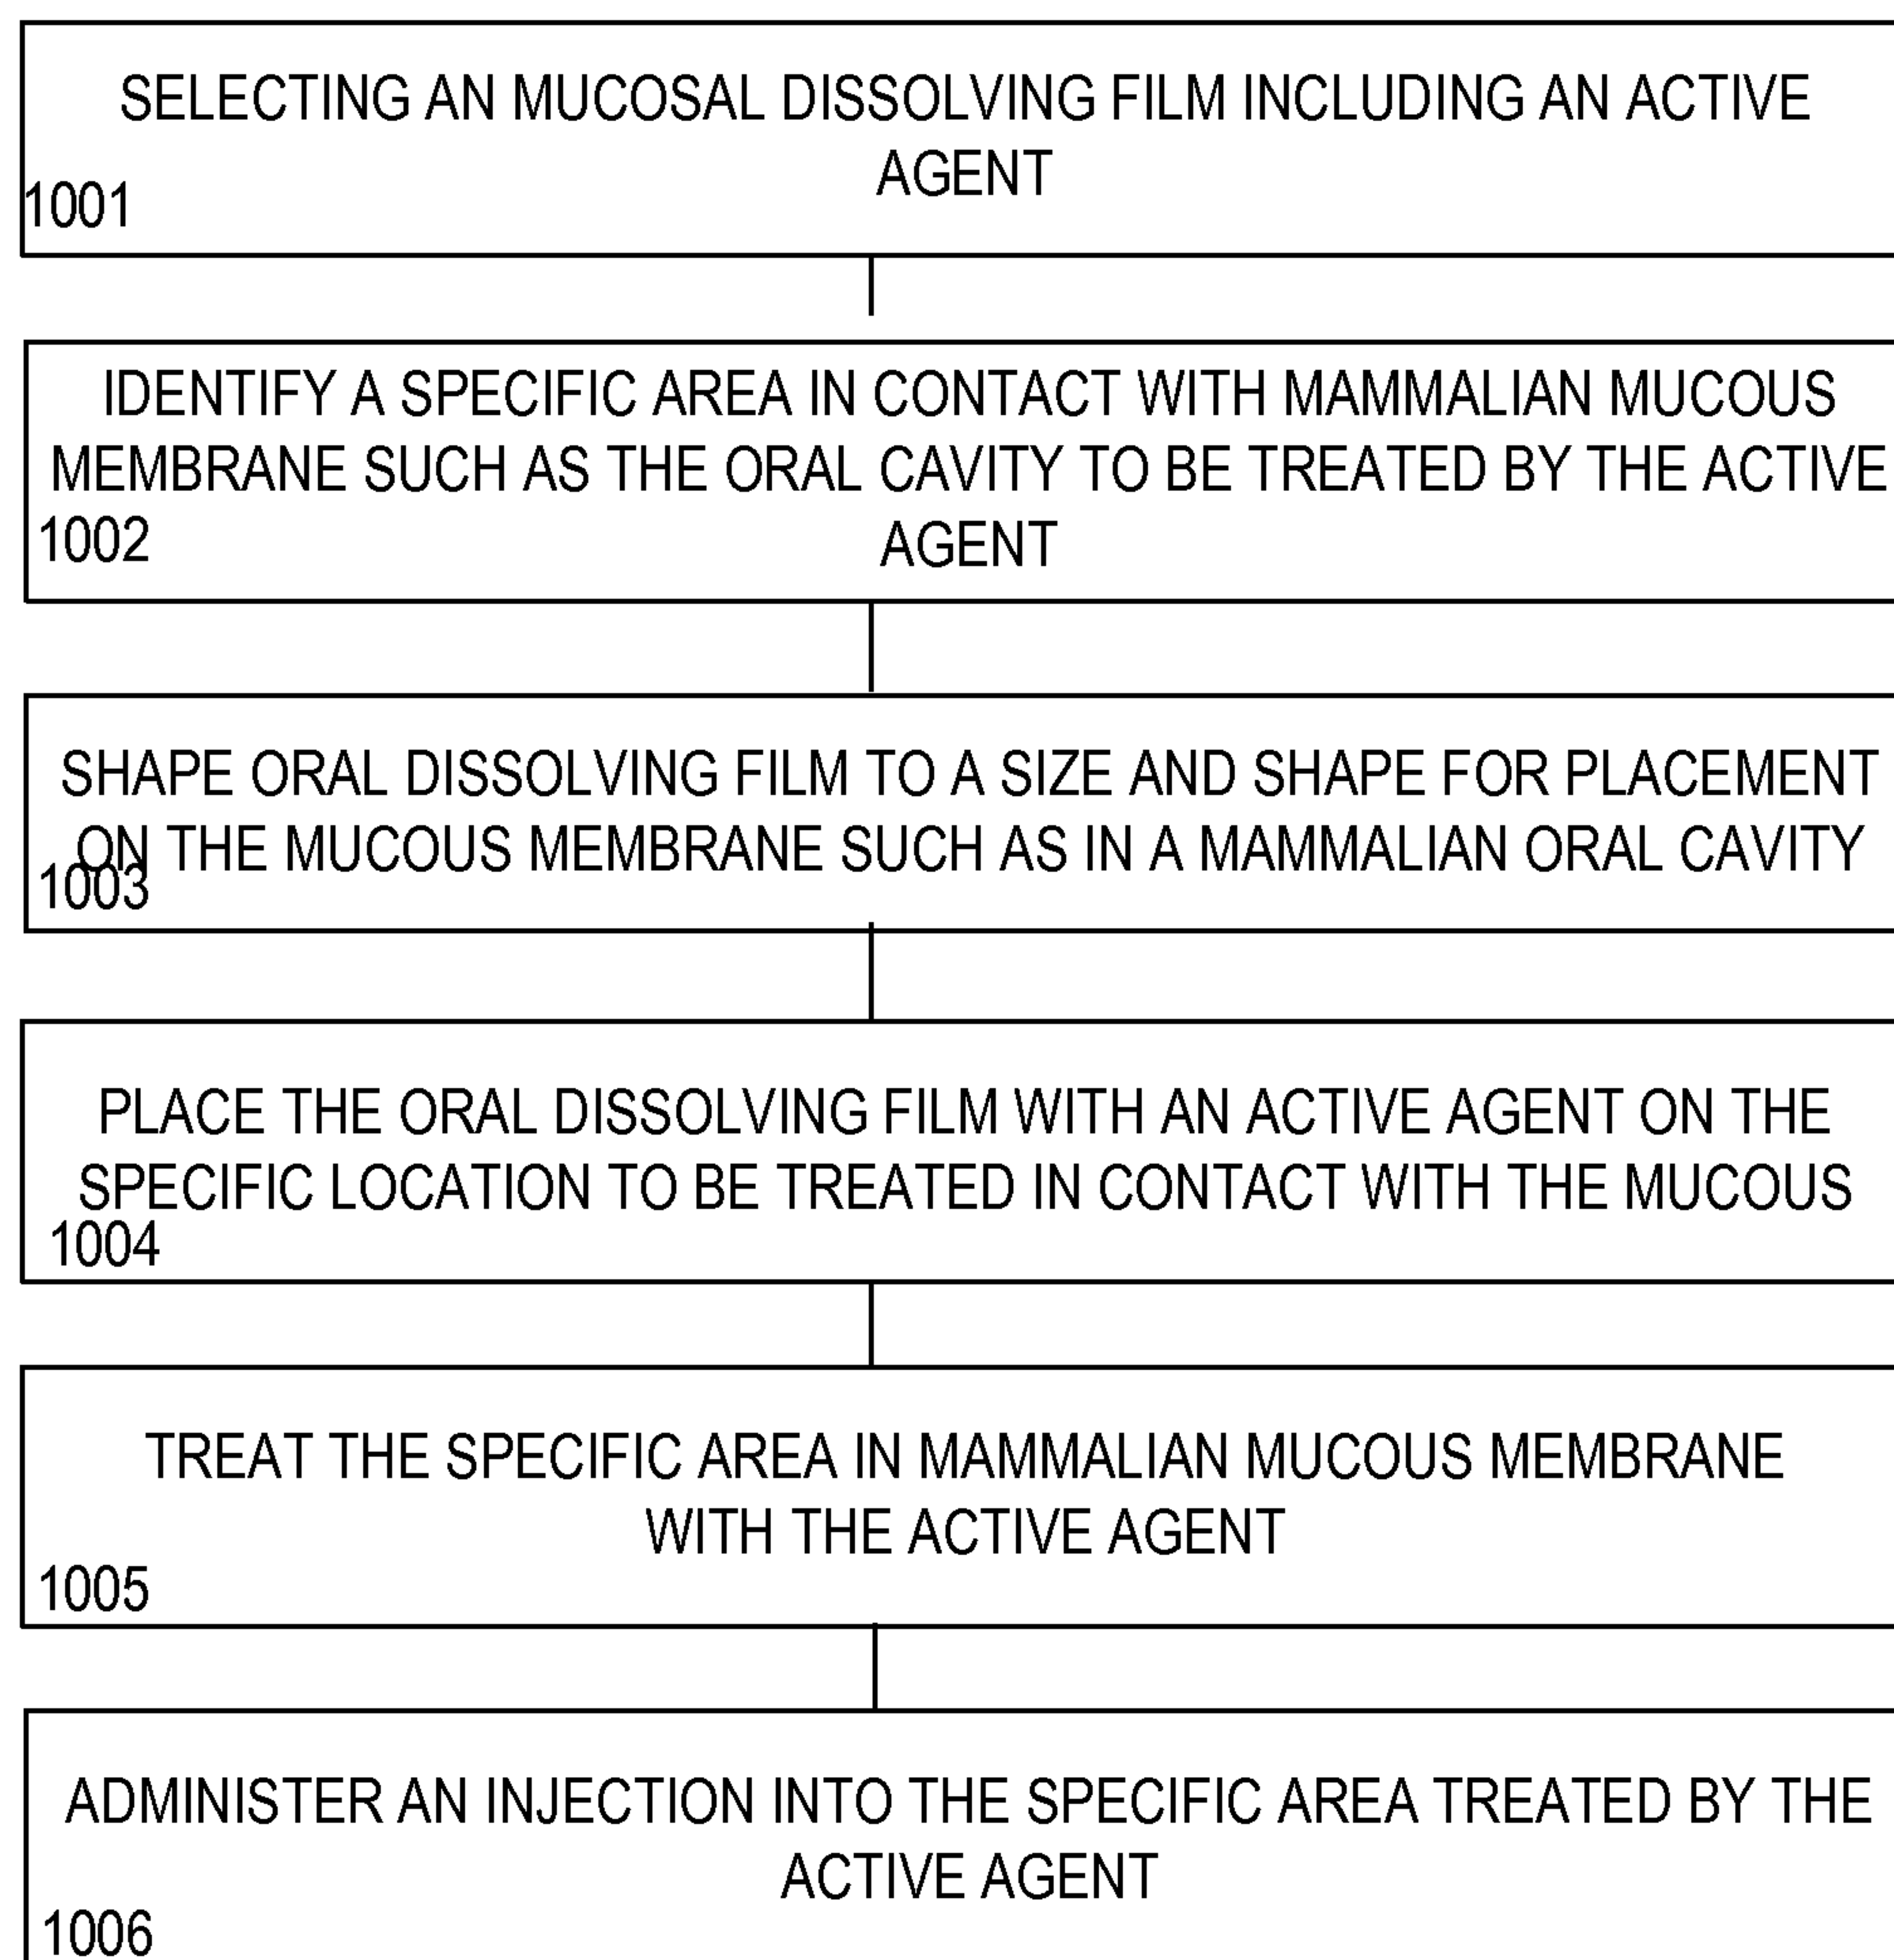 SELECTING AN MUCOSAL DISSOLVING FILM INCLUDING AN ACTIVE
AGENT
1001
IDENTIFY A SPECIFIC AREA IN CONTACT WITH MAMMALIAN MUCOUS
MEMBRANE SUCH AS THE ORAL CAVITY TO BE TREATED BY THE ACTIVE
AGENT
1002
SHAPE ORAL DISSOLVING FILM TO A SIZE AND SHAPE FOR PLACEMENT
ON THE MUCOUS MEMBRANE SUCH AS IN A MAMMALIAN ORAL CAVITY
1003
PLACE THE ORAL DISSOLVING FILM WITH AN ACTIVE AGENT ON THE
SPECIFIC LOCATION TO BE TREATED IN CONTACT WITH THE MUCOUS
1004
TREAT THE SPECIFIC AREA IN MAMMALIAN MUCOUS MEMBRANE
WITH THE ACTIVE AGENT
1005
ADMINISTER AN INJECTION INTO THE SPECIFIC AREA TREATED BY THE
ACTIVE AGENT
1006